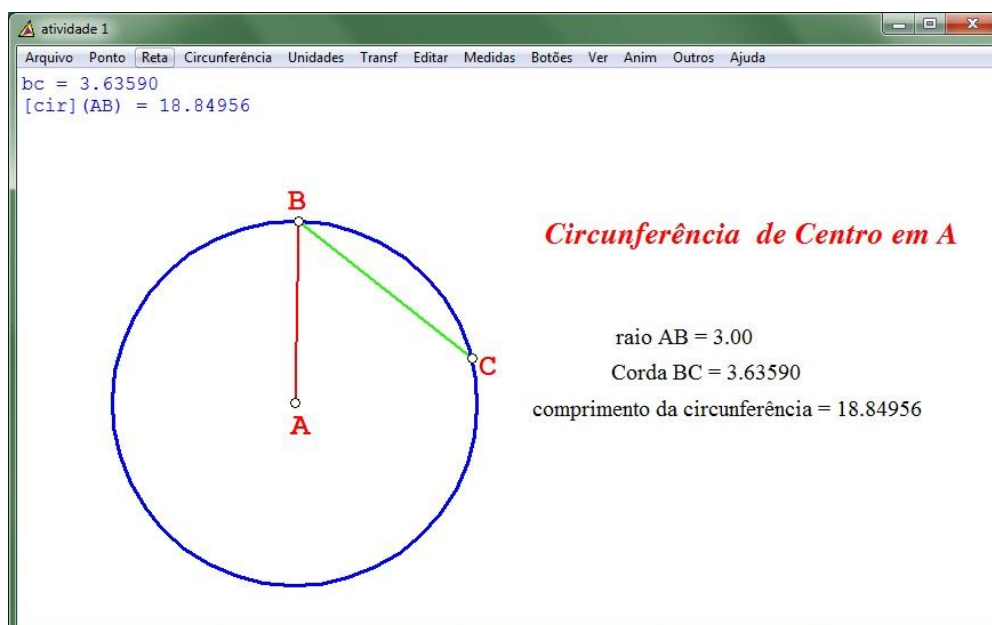 atividade 1
Arquivo Ponto Reta Circunferência Unidades Transf Editar Medidas Botões Ver Anim Outros Ajuda
bc = 3.63590
[cir](AB) = 18.84956
B
Circunferência de Centro em A
raio AB = 3.00
C
Corda BC = 3.63590
comprimento da circunferência = 18.84956
A